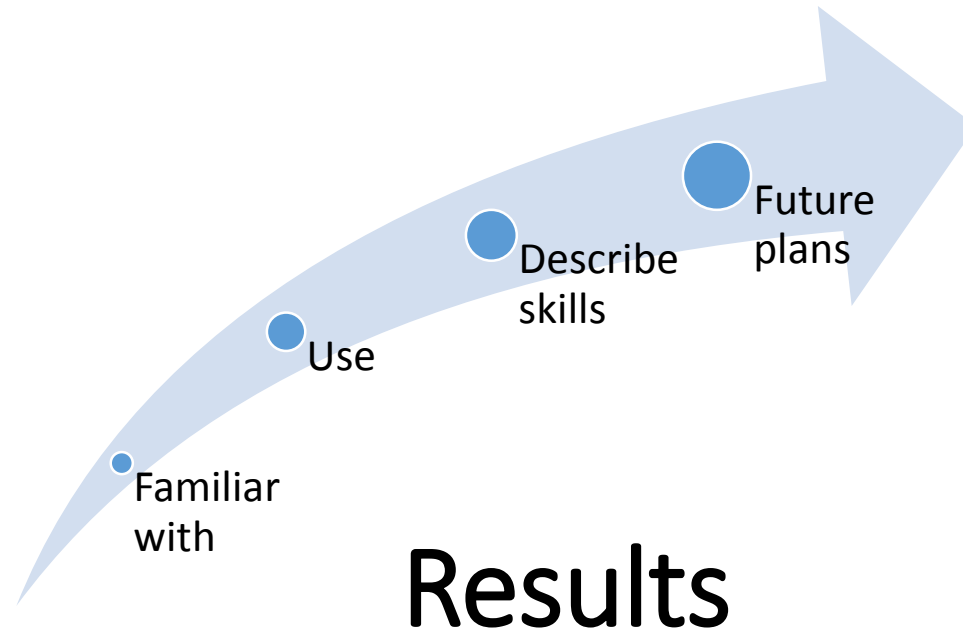 Familiar
with
Use
Describe
skills
Future
plans
Results